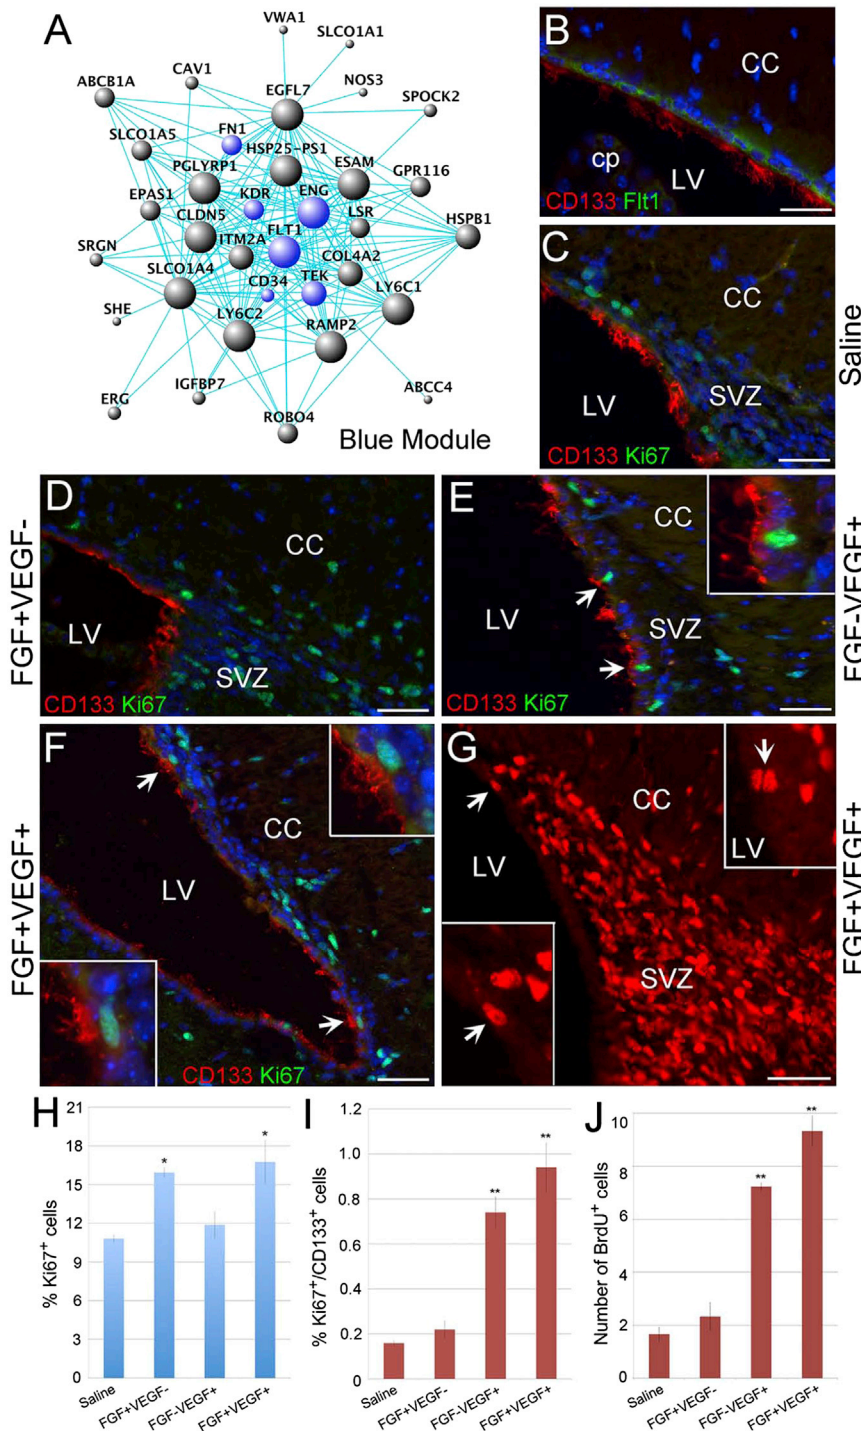 A
VWA1
SLCO1A1
CAV1
ABCB1A
EGFL7
NOS3
SPOCK2
SLCO1A5
FN1
HSP25-PS1
PGLYRP1
ESAM
GPR116
EPAS1
KDR
ENG
LSR
CLDN5
HSPB1
FLT1
SRGN
ITM2A
COL4A2
SLCO1A4
CD34
TEK
LY6C1
SHE
LY6C2
RAMP2
ERG
IGFBP7
ABCC4
ROBO4
Blue Module
B
CC
cp
LV
CD133 Flt1
C
CC
SVZ
LV
CD133 Ki67
Saline
D
CC
LV
SVZ
CD133 Ki67
FGF+VEGF-
E
CC
LV
SVZ
CD133 Ki67
FGF-VEGF+
F
CC
LV
CD133 Ki67
FGF+VEGF+
G
CC
LV
LV
SVZ
FGF+VEGF+
H
% Ki67+ cells
21
18
15
12
9
6
3
0
*
*
Saline
FGF+VEGF-
FGF-VEGF+
FGF+VEGF+
I
% Ki67+/CD133+ cells
1.2
1.0
0.8
0.6
0.4
0.2
0
**
**
Saline
FGF+VEGF-
FGF-VEGF+
FGF+VEGF+
J
Number of BrdU+ cells
10
8
6
4
2
0
**
**
Saline
FGF+VEGF-
FGF-VEGF+
FGF+VEGF+